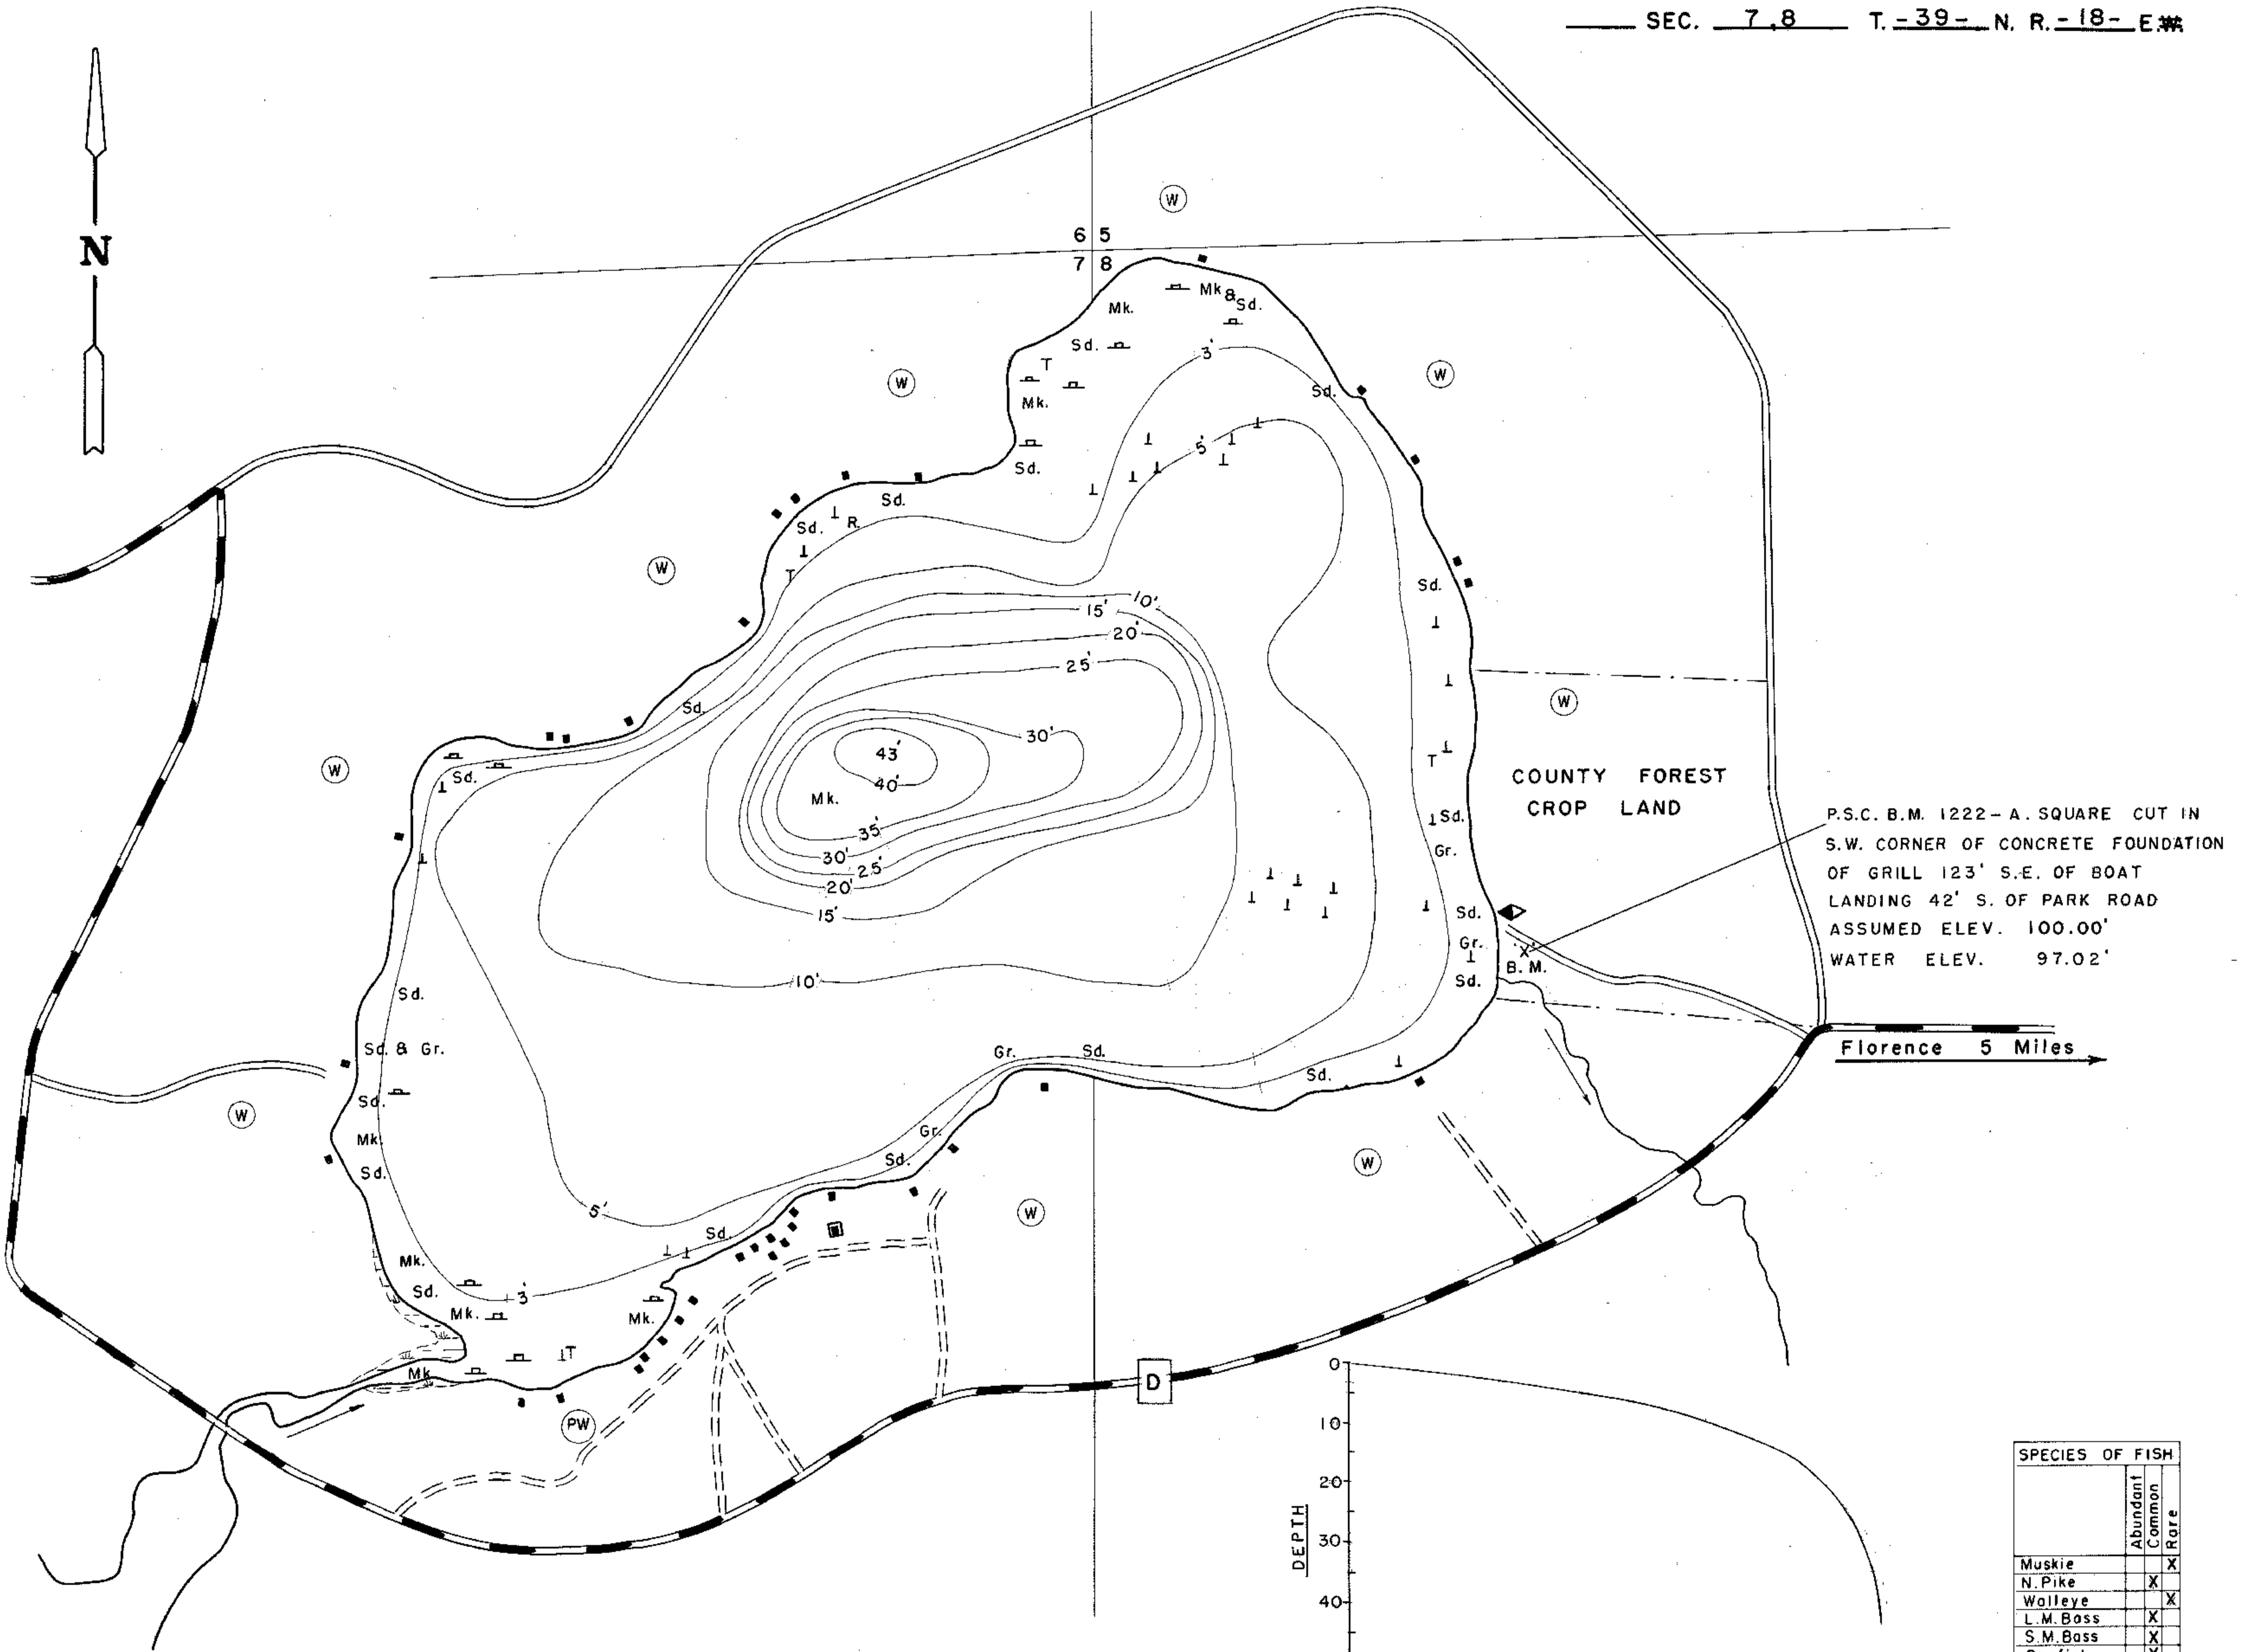 SEC. 7,8 T. -39- N. R. -18- E.
N
W
6 5
7 8
Mk. Mk & Sd.
Sd.
3'
T
W
W
Sd.
Mk.
5'
Sd.
Sd.
Sd. R.
W
T
Sd.
10'
15'
20'
25'
Sd.
W
30'
43'
T
W
Sd.
40'
COUNTY FOREST
CROP LAND
Mk.
P.S.C. B.M. 1222-A. SQUARE CUT IN
S.W. CORNER OF CONCRETE FOUNDATION
OF GRILL 123' S.E. OF BOAT
LANDING 42' S. OF PARK ROAD
ASSUMED ELEV. 100.00'
WATER ELEV. 97.02'
Sd.
35'
Gr.
30'
25'
20'
15'
Sd.
Gr.
'X'
B.M.
10'
Sd.
Sd.
Sd. & Gr.
Gr. Sd.
Florence 5 Miles
Sd.
Sd.
W
Mk.
Gr.
Sd.
Sd.
W
5'
W
Sd.
Mk.
Sd.
3'
Mk.
Mk.
T
Mk
D
PW
DEPTH
0
10
20
30
40
SPECIES OF FISH
Abundant
Common
Rare
Muskie X
N.Pike X
Walleye X
L.M.Bass X
S.M.Bass X